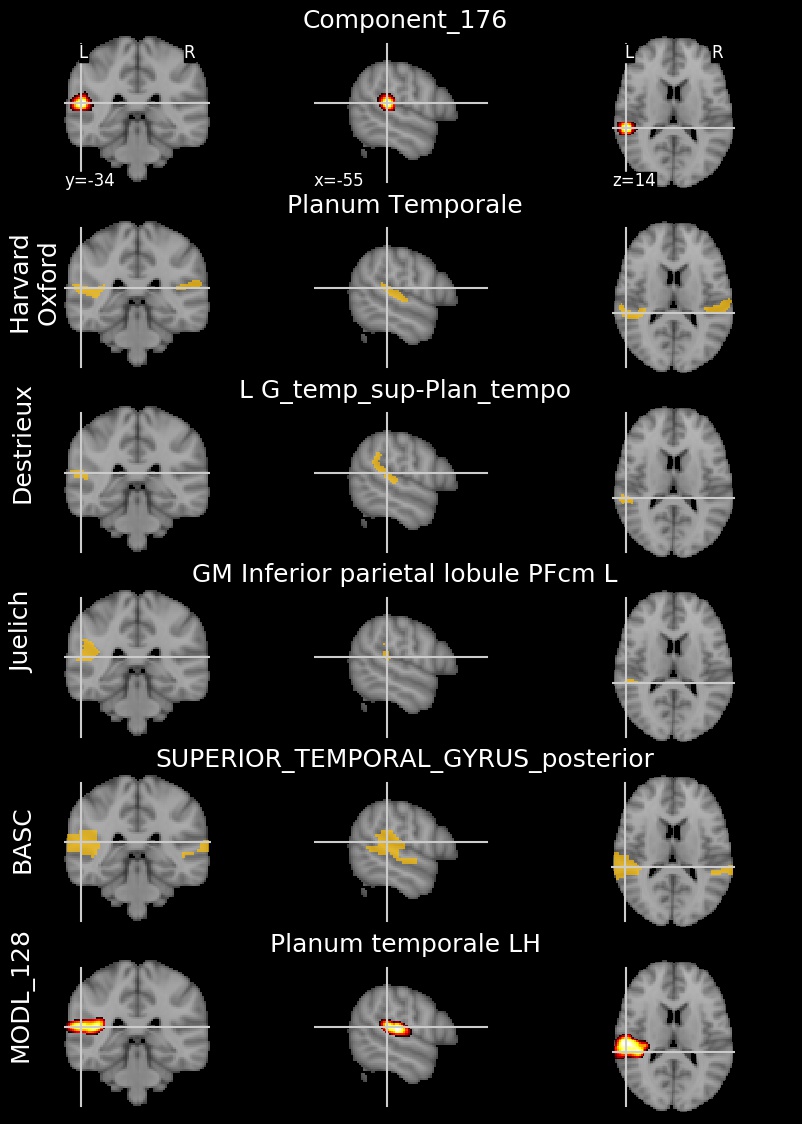 Component_176
L R L R
y=-34 x=-55 z=14
Planum Temporale
Harvard
Oxford
L G_temp_sup-Plan_tempo
Destrieux
GM Inferior parietal lobule PFcm L
Juelich
SUPERIOR_TEMPORAL_GYRUS_posterior
BASC
Planum temporale LH
MODL_128